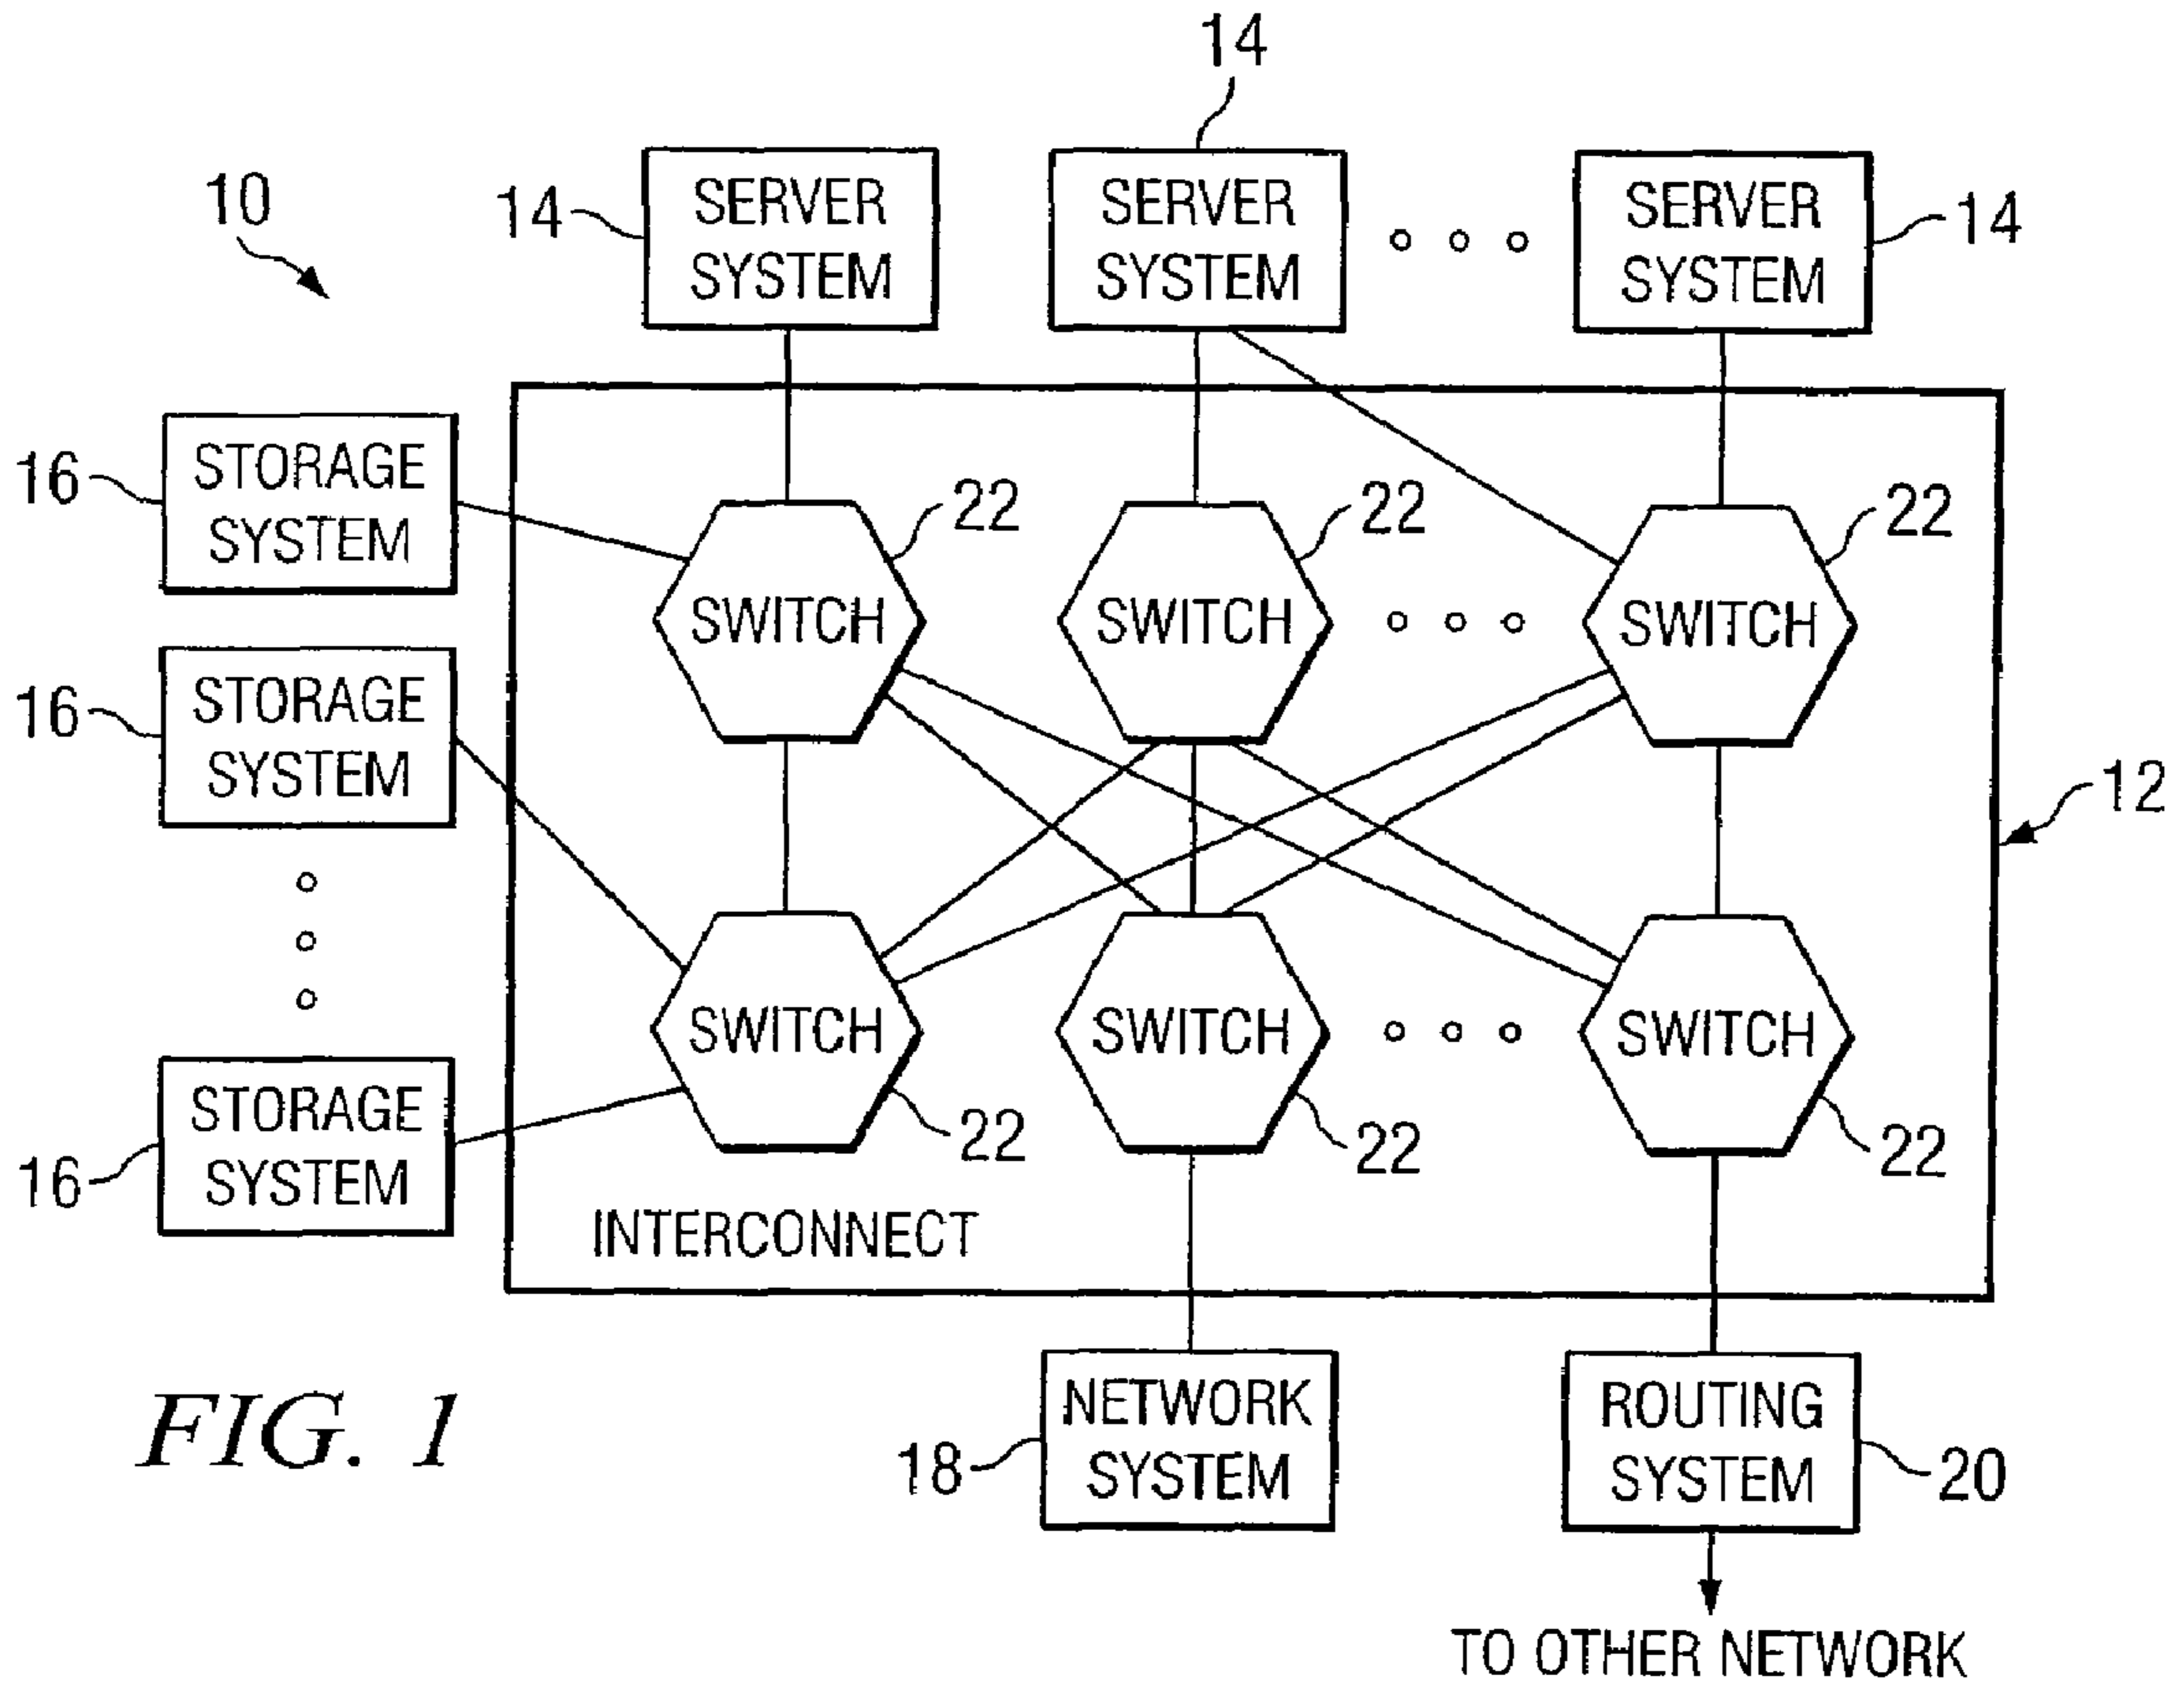 14
10
14
SERVER
SYSTEM
SERVER
SYSTEM
SERVER
SYSTEM
14
16
STORAGE
SYSTEM
22
22
22
SWITCH
SWITCH
SWITCH
16
STORAGE
SYSTEM
12
SWITCH
SWITCH
SWITCH
16
STORAGE
SYSTEM
22
22
22
INTERCONNECT
FIG. 1
18
NETWORK
SYSTEM
ROUTING
SYSTEM
20
TO OTHER NETWORK